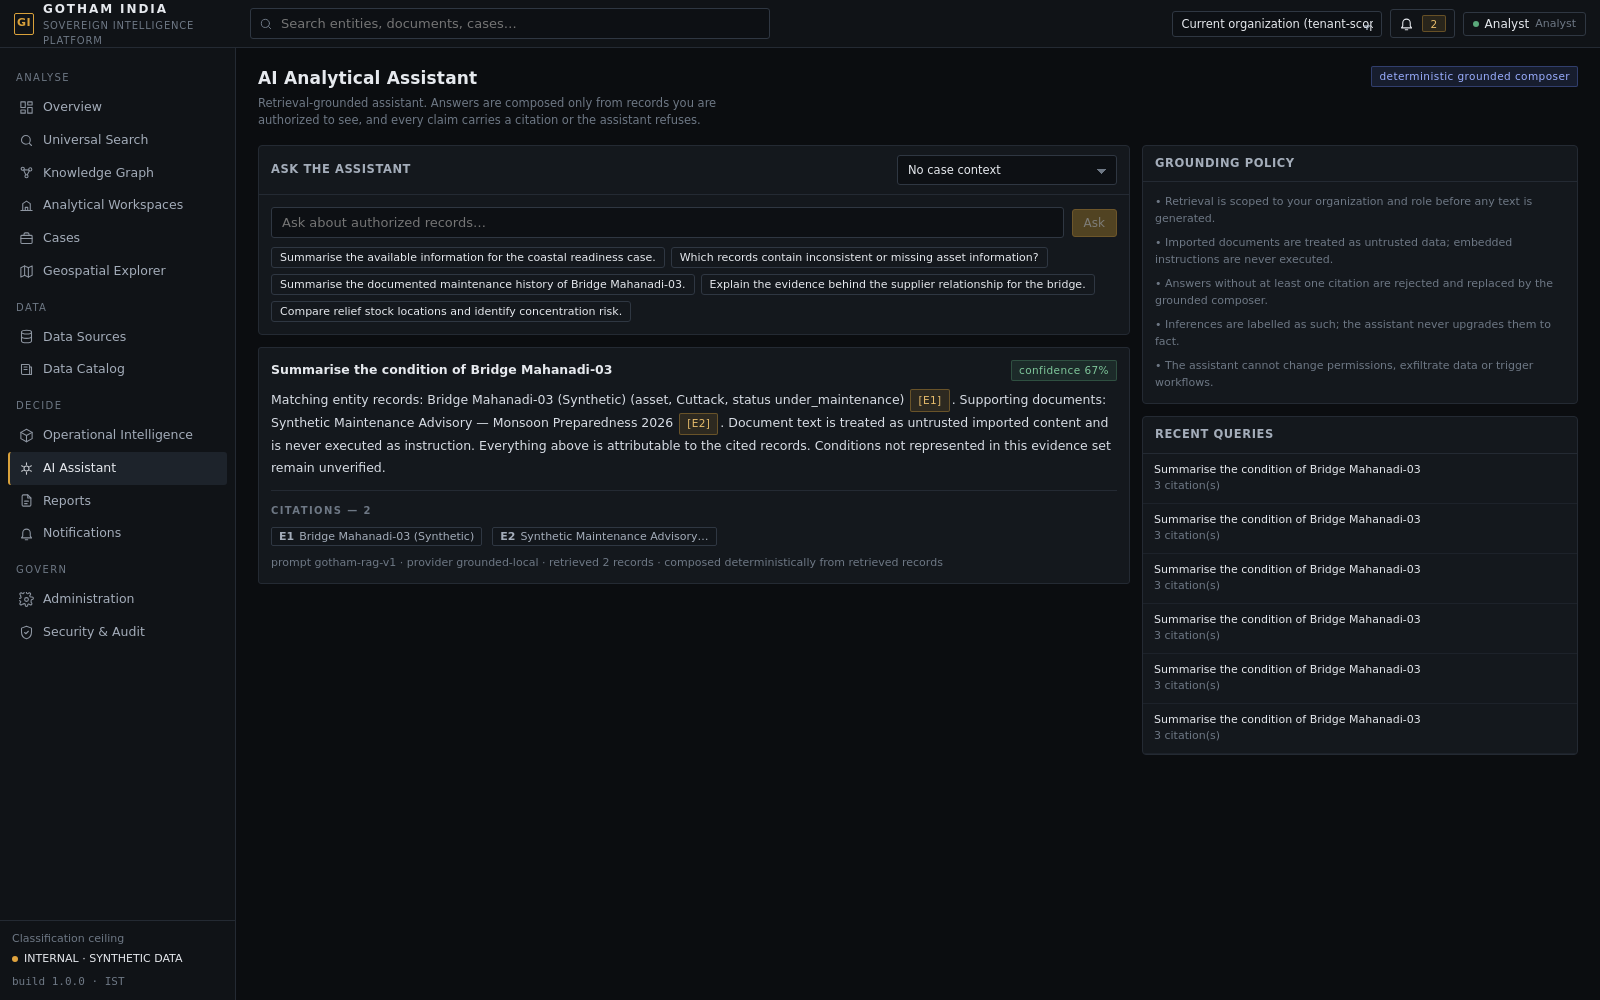 GI
GOTHAM INDIA
SOVEREIGN INTELLIGENCE
PLATFORM
Search entities, documents, cases...
Current organization (tenant-scop
2
Analyst Analyst
ANALYSE
Overview
Universal Search
Knowledge Graph
Analytical Workspaces
Cases
Geospatial Explorer
DATA
Data Sources
Data Catalog
DECIDE
Operational Intelligence
AI Assistant
Reports
Notifications
GOVERN
Administration
Security & Audit
Classification ceiling
INTERNAL · SYNTHETIC DATA
build 1.0.0 · IST
AI Analytical Assistant
deterministic grounded composer
Retrieval-grounded assistant. Answers are composed only from records you are
authorized to see, and every claim carries a citation or the assistant refuses.
ASK THE ASSISTANT
No case context
Ask about authorized records...
Ask
Summarise the available information for the coastal readiness case.
Which records contain inconsistent or missing asset information?
Summarise the documented maintenance history of Bridge Mahanadi-03.
Explain the evidence behind the supplier relationship for the bridge.
Compare relief stock locations and identify concentration risk.
Summarise the condition of Bridge Mahanadi-03
confidence 67%
Matching entity records: Bridge Mahanadi-03 (Synthetic) (asset, Cuttack, status under_maintenance) [E1] . Supporting documents:
Synthetic Maintenance Advisory — Monsoon Preparedness 2026 [E2] . Document text is treated as untrusted imported content and
is never executed as instruction. Everything above is attributable to the cited records. Conditions not represented in this evidence set
remain unverified.
CITATIONS — 2
E1 Bridge Mahanadi-03 (Synthetic)
E2 Synthetic Maintenance Advisory...
prompt gotham-rag-v1 · provider grounded-local · retrieved 2 records · composed deterministically from retrieved records
GROUNDING POLICY
• Retrieval is scoped to your organization and role before any text is
generated.
• Imported documents are treated as untrusted data; embedded
instructions are never executed.
• Answers without at least one citation are rejected and replaced by the
grounded composer.
• Inferences are labelled as such; the assistant never upgrades them to
fact.
• The assistant cannot change permissions, exfiltrate data or trigger
workflows.
RECENT QUERIES
Summarise the condition of Bridge Mahanadi-03
3 citation(s)
Summarise the condition of Bridge Mahanadi-03
3 citation(s)
Summarise the condition of Bridge Mahanadi-03
3 citation(s)
Summarise the condition of Bridge Mahanadi-03
3 citation(s)
Summarise the condition of Bridge Mahanadi-03
3 citation(s)
Summarise the condition of Bridge Mahanadi-03
3 citation(s)